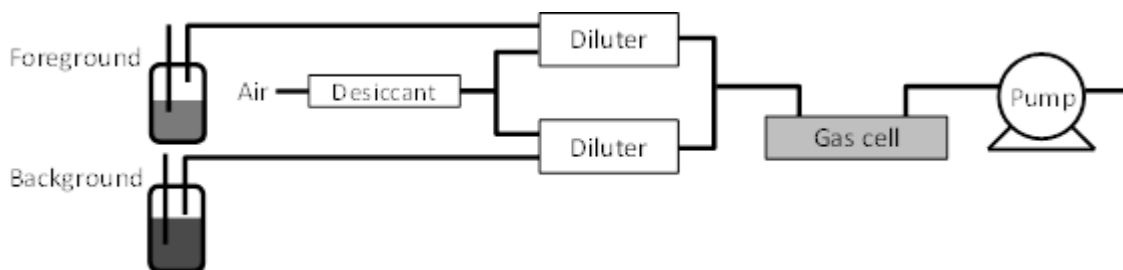 Foreground
Air
Desiccant
Diluter
Diluter
Gas cell
Pump
Background